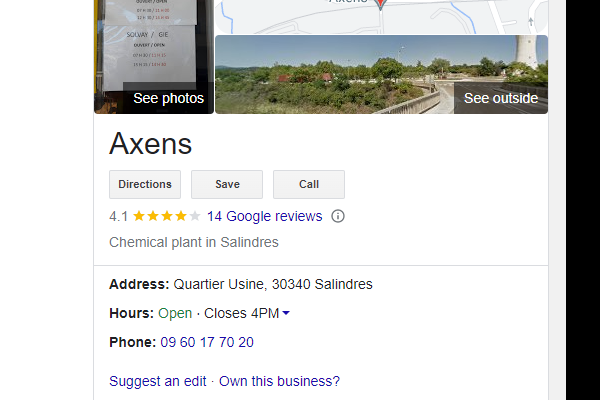 Axens
SOLVAY / GIE
OUVERT / OPEN
See photos
See outside
Axens
Directions
Save
Call
4.1 14 Google reviews
Chemical plant in Salindres
Address: Quartier Usine, 30340 Salindres
Hours: Open · Closes 4PM
Phone: 09 60 17 70 20
Suggest an edit · Own this business?